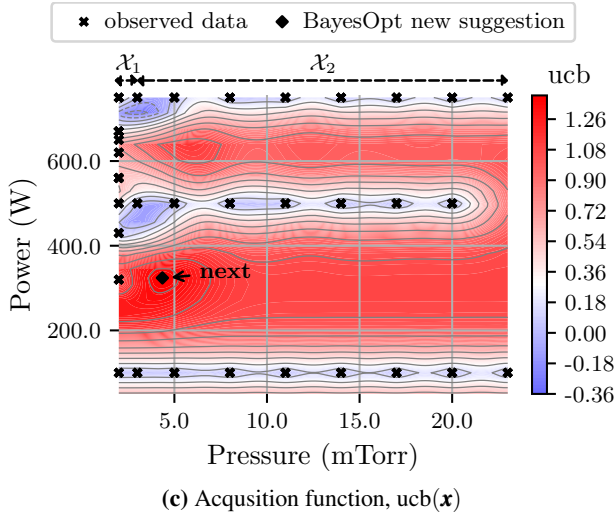 observed data BayesOpt new suggestion
𝒳₁ 𝒳₂ ucb
1.26
1.08
0.90
0.72
0.54
0.36
0.18
0.00
-0.18
-0.36
Power (W)
600.0
400.0
200.0
next
5.0 10.0 15.0 20.0
Pressure (mTorr)
(c) Acqusition function, ucb(𝒙)